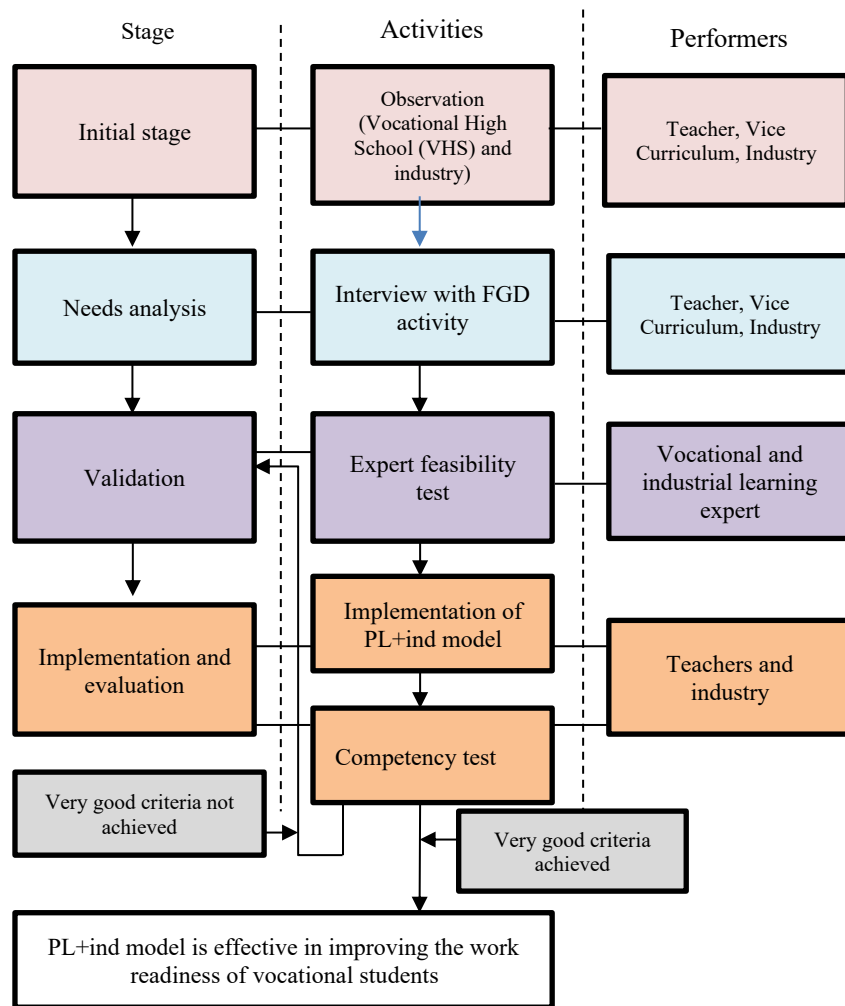 Stage
Activities
Performers
Initial stage
Observation
(Vocational High
School (VHS) and
industry)
Teacher, Vice
Curriculum, Industry
Needs analysis
Interview with FGD
activity
Teacher, Vice
Curriculum, Industry
Validation
Expert feasibility
test
Vocational and
industrial learning
expert
Implementation and
evaluation
Implementation of
PL+ind model
Teachers and
industry
Competency test
Very good criteria not
achieved
Very good criteria
achieved
PL+ind model is effective in improving the work
readiness of vocational students